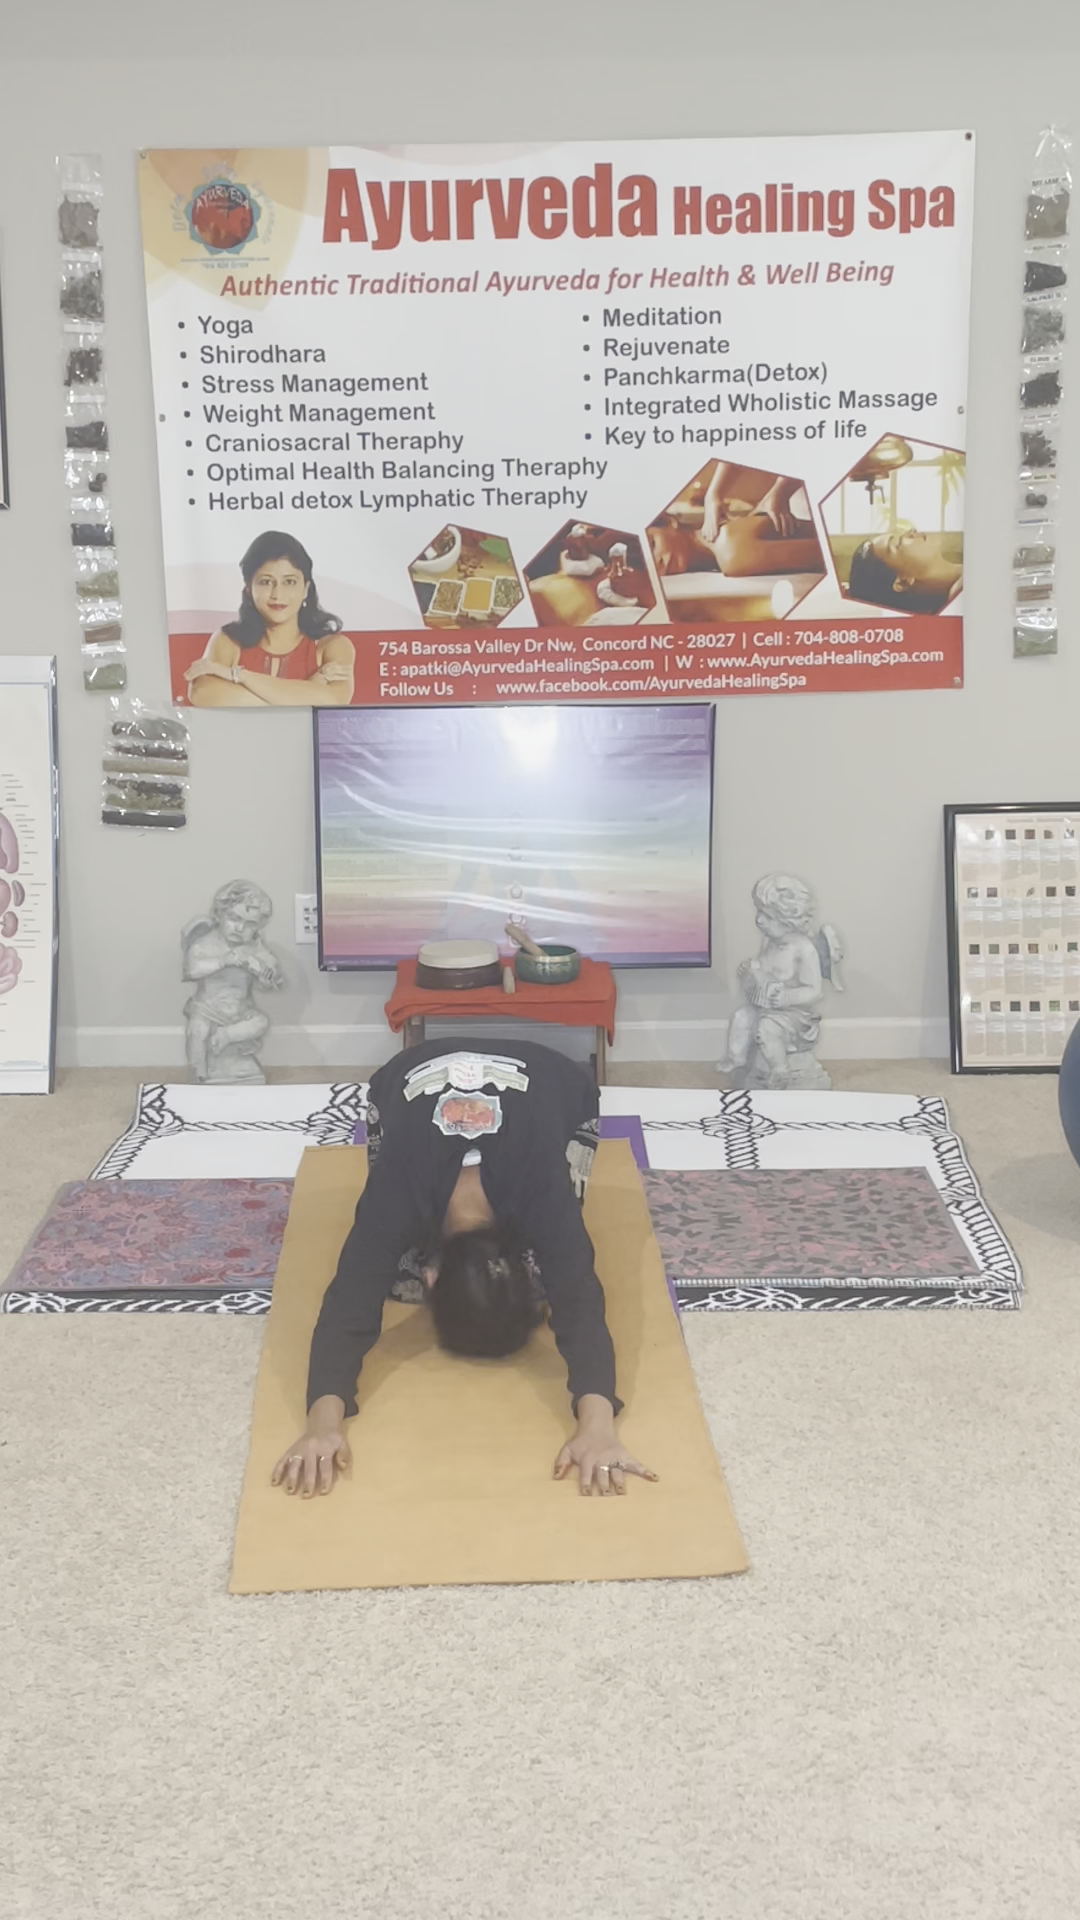 AYURVEDA
Ayurveda Healing Spa
Authentic Traditional Ayurveda for Health & Well Being
• Yoga
• Shirodhara
• Stress Management
• Weight Management
• Craniosacral Theraphy
• Optimal Health Balancing Theraphy
• Herbal detox Lymphatic Theraphy
• Meditation
• Rejuvenate
• Panchkarma(Detox)
• Integrated Wholistic Massage
• Key to happiness of life
754 Barossa Valley Dr Nw, Concord NC - 28027 | Cell : 704-808-0708
E : apatki@AyurvedaHealingSpa.com | W : www.AyurvedaHealingSpa.com
Follow Us : www.facebook.com/AyurvedaHealingSpa